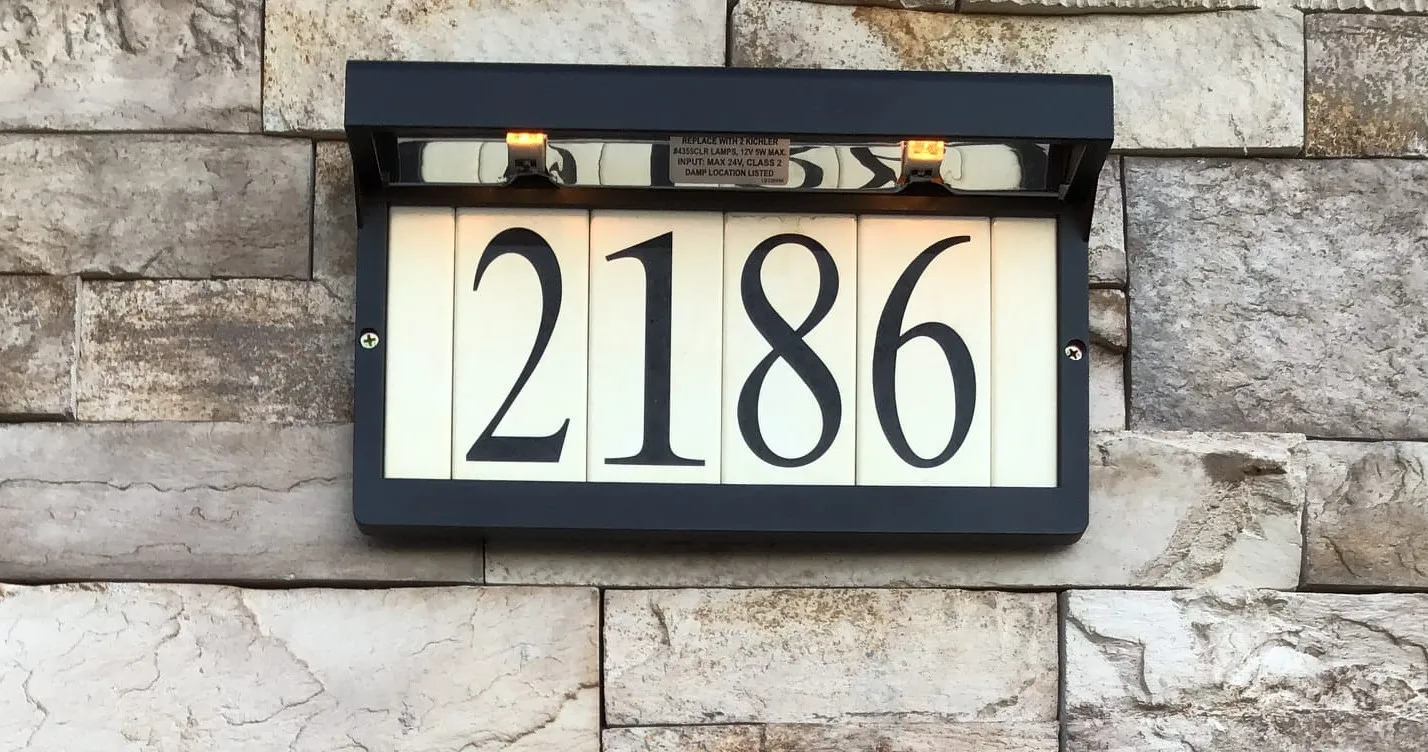 REPLACE WITH 2 KICHLER
#4355CLR LAMPS, 12V 5W MAX.
INPUT: MAX 24V, CLASS 2
DAMP LOCATION LISTED
2186